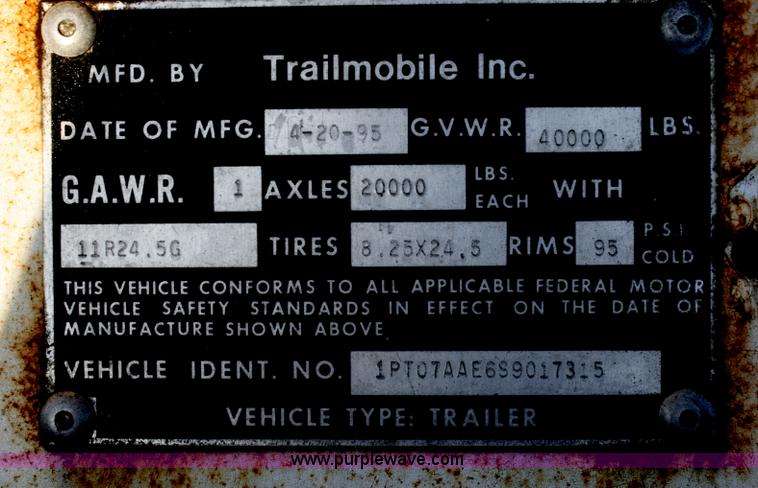 MFD. BY Trailmobile Inc.
DATE OF MFG. 4-20-95 G.V.W.R. 40000 LBS.
G.A.W.R. 1 AXLES 20000 LBS. EACH WITH
11R24.5G TIRES 8.25X24.5 RIMS 95 P.S.I. COLD
THIS VEHICLE CONFORMS TO ALL APPLICABLE FEDERAL MOTOR
VEHICLE SAFETY STANDARDS IN EFFECT ON THE DATE OF
MANUFACTURE SHOWN ABOVE
VEHICLE IDENT. NO. 1PT07AAE6S9017315
VEHICLE TYPE: TRAILER
www.purplewave.com